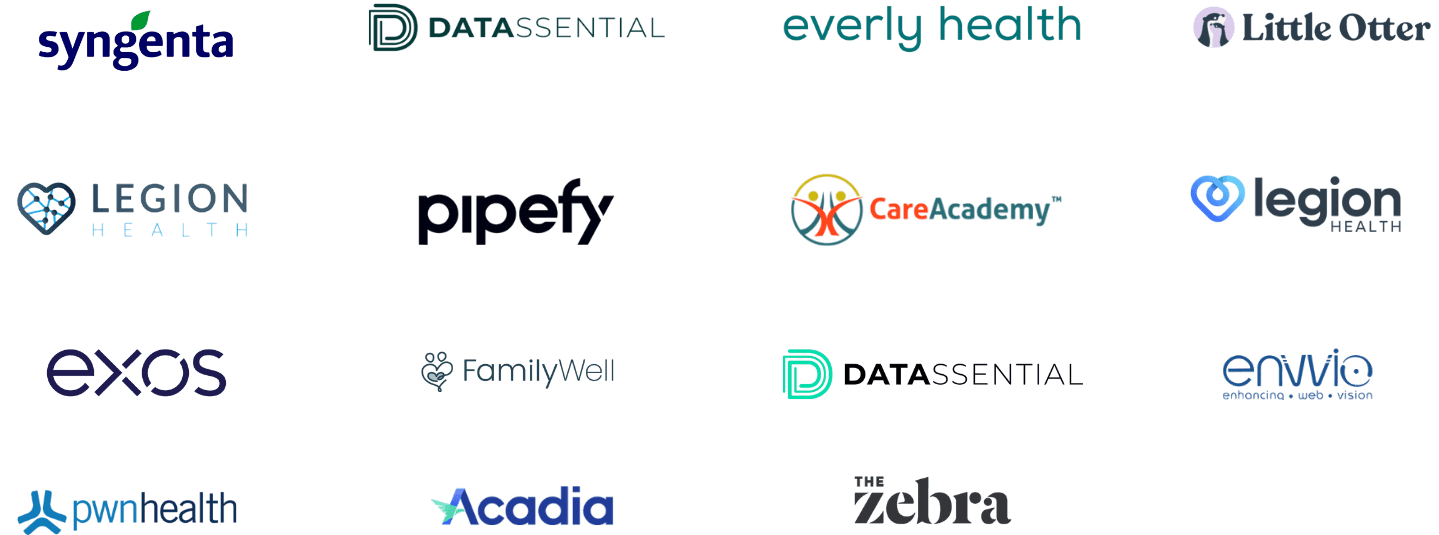 syngenta
DATASSENTIAL
everly health
Little Otter
LEGION
HEALTH
pipefy
CareAcademy™
legion
HEALTH
exos
FamilyWell
DATASSENTIAL
envvio
enhancing • web • vision
pwnhealth
Acadia
THE
zebra